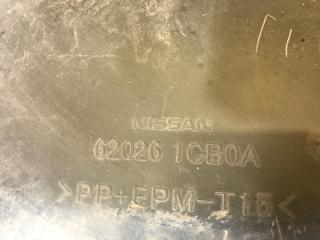 NISSAN
62026 1CB0A
>PP+EPM-T15<